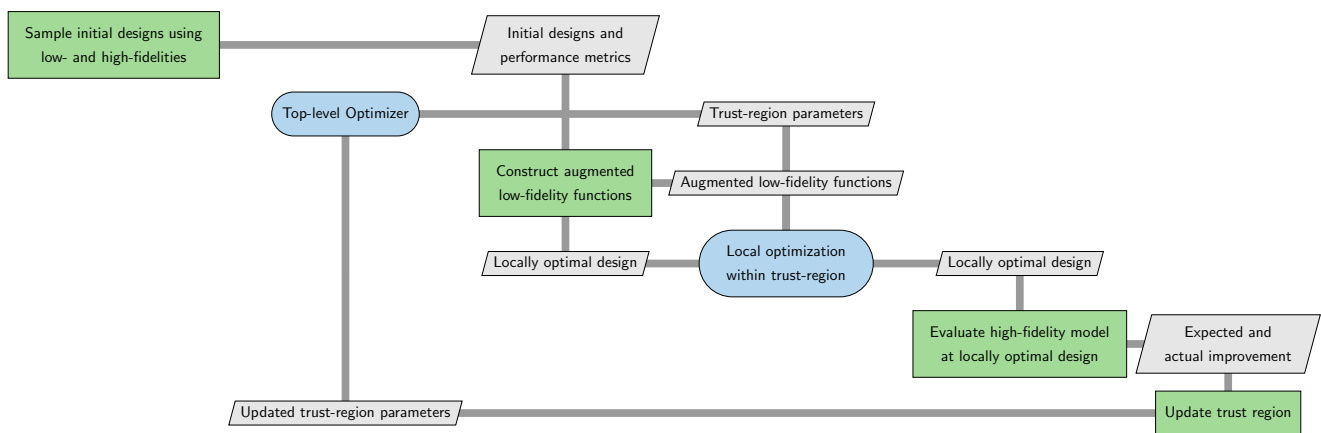 Sample initial designs using
low- and high-fidelities
Initial designs and
performance metrics
Top-level Optimizer
Trust-region parameters
Construct augmented
low-fidelity functions
Augmented low-fidelity functions
Locally optimal design
Local optimization
within trust-region
Locally optimal design
Evaluate high-fidelity model
at locally optimal design
Expected and
actual improvement
Updated trust-region parameters
Update trust region